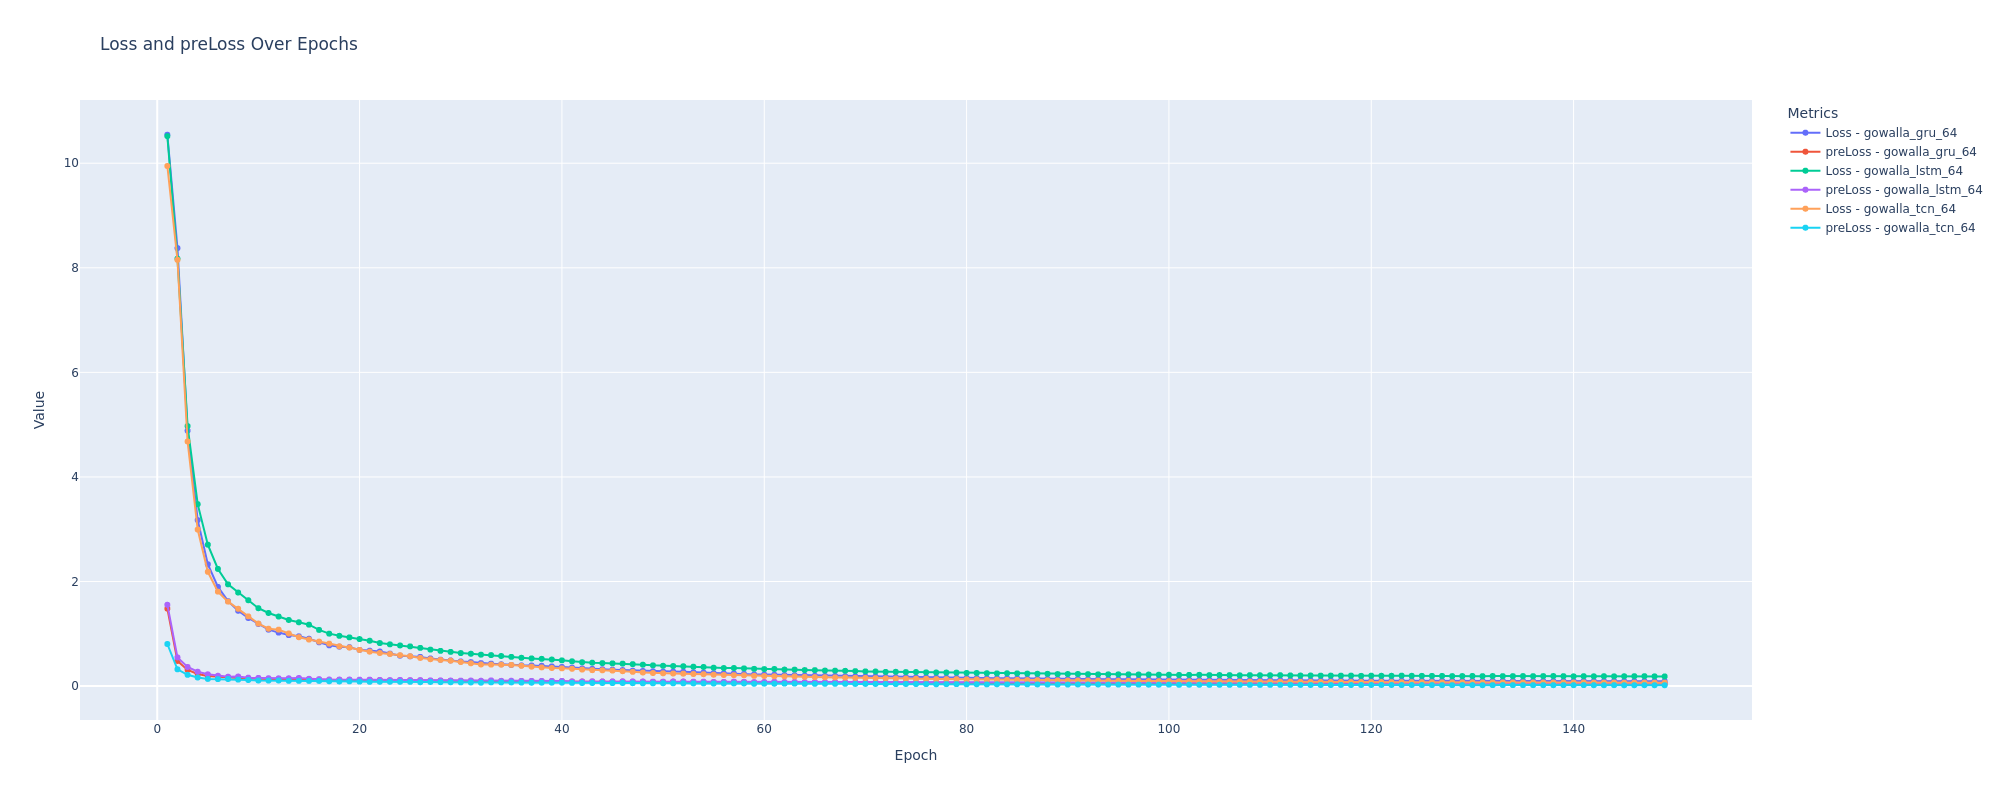 Loss and preLoss Over Epochs
Metrics
Loss - gowalla_gru_64
preLoss - gowalla_gru_64
Loss - gowalla_lstm_64
preLoss - gowalla_lstm_64
Loss - gowalla_tcn_64
preLoss - gowalla_tcn_64
10
8
6
4
2
0
Value
0 20 40 60 80 100 120 140
Epoch